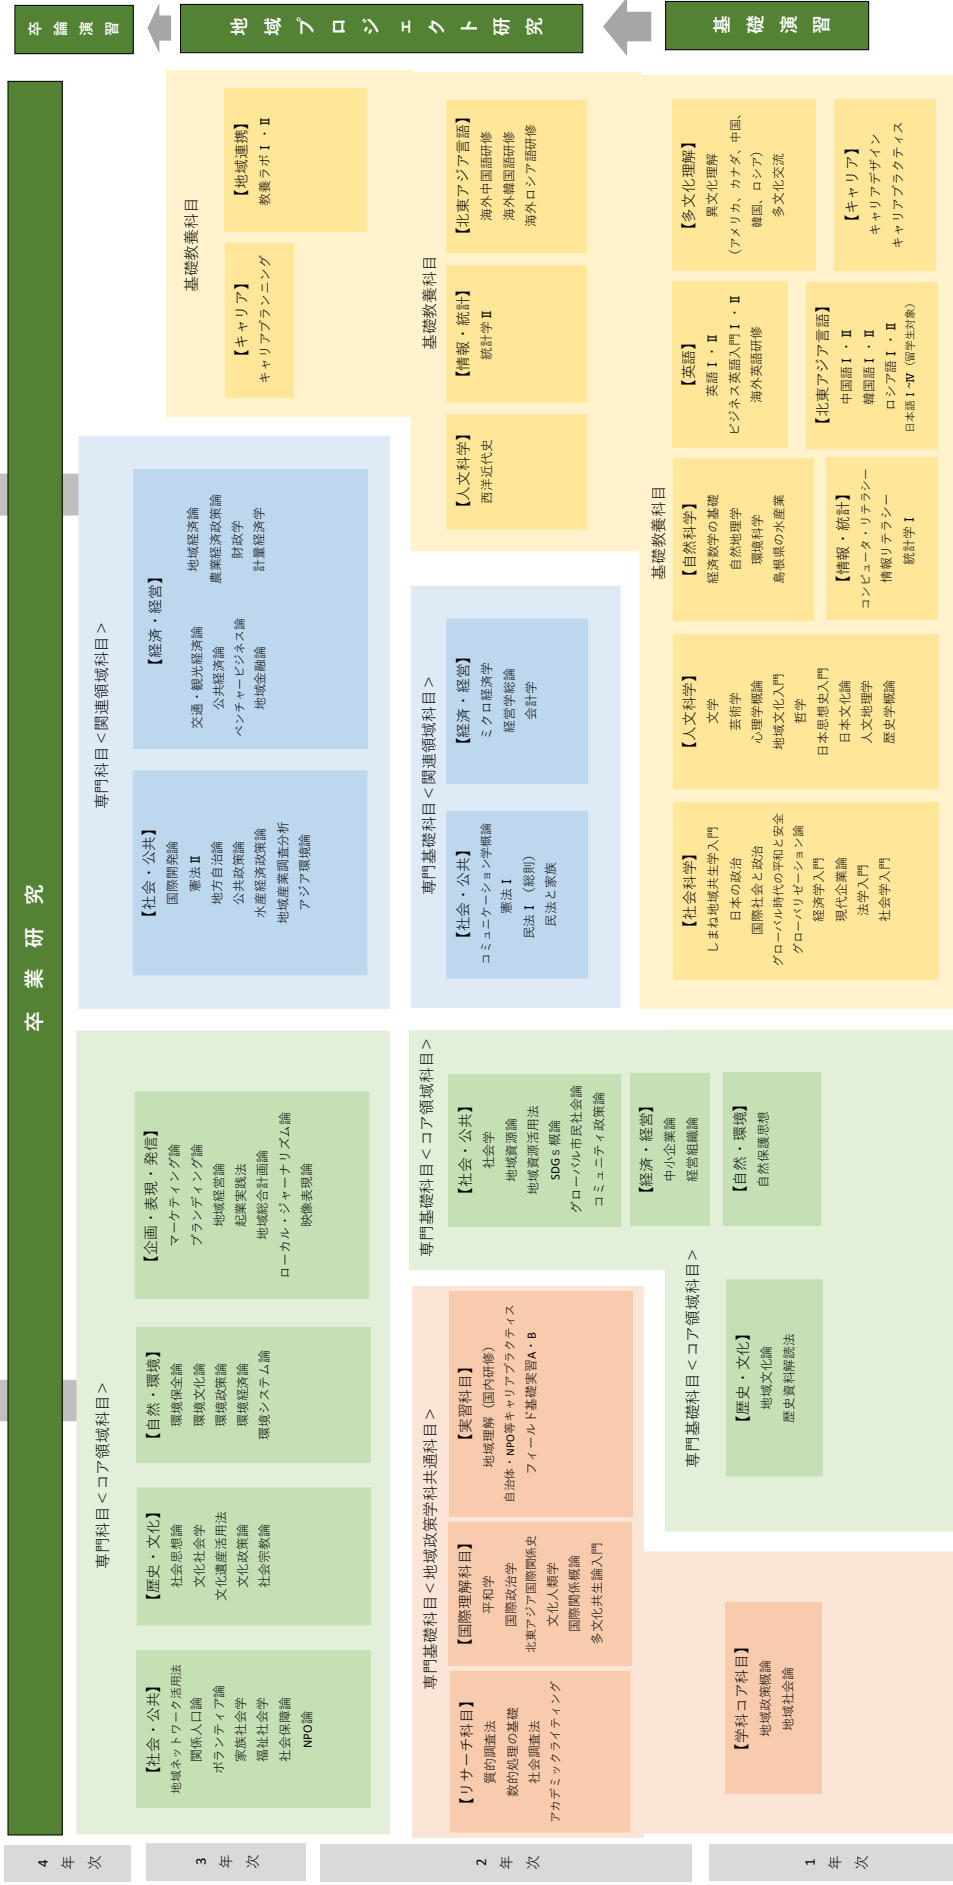 4年次
3年次
2年次
1年次
卒業研究
卒論演習
地域プロジェクト研究
基礎演習
専門科目＜コア領域科目＞
【社会・公共】
地域ネットワーク活用法
関係人口論
ボランティア論
家族社会学
福祉社会学
社会保障論
NPO論
【歴史・文化】
社会思想論
文化社会学
文化遺産活用法
文化政策論
社会宗教論
【自然・環境】
環境保全論
環境文化論
環境政策論
環境経済論
環境システム論
【企画・表現・発信】
マーケティング論
ブランディング論
地域経営論
起業実践法
地域総合計画論
ローカル・ジャーナリズム論
映像表現論
専門科目＜関連領域科目＞
【社会・公共】
国際開発論
憲法Ⅱ
地方自治論
公共政策論
水産経済政策論
地域産業調査分析
アジア環境論
【経済・経営】
交通・観光経済論
公共経済論
ベンチャービジネス論
地域金融論
地域経済論
農業経済政策論
財政学
計量経済学
基礎教養科目
【キャリア】
キャリアプランニング
【地域連携】
教養ラボⅠ・Ⅱ
専門基礎科目＜地域政策学科共通科目＞
【リサーチ科目】
質的調査法
数的処理の基礎
社会調査法
アカデミックライティング
【国際理解科目】
平和学
国際政治学
北東アジア国際関係史
文化人類学
国際関係概論
多文化共生論入門
【実習科目】
地域理解（国内研修）
自治体・NPO等キャリアプラクティス
フィールド基礎実習A・B
専門基礎科目＜コア領域科目＞
【社会・公共】
社会学
地域資源論
地域資源活用法
SDGｓ概論
グローバル市民社会論
コミュニティ政策論
【経済・経営】
中小企業論
経営組織論
【自然・環境】
自然保護思想
専門基礎科目＜関連領域科目＞
【社会・公共】
コミュニケーション学概論
憲法Ⅰ
民法Ⅰ（総則）
民法と家族
【経済・経営】
ミクロ経済学
経営学総論
会計学
基礎教養科目
【人文科学】
西洋近代史
【情報・統計】
統計学Ⅱ
【北東アジア言語】
海外中国語研修
海外韓国語研修
海外ロシア語研修
【学科コア科目】
地域政策概論
地域社会論
専門基礎科目＜コア領域科目＞
【歴史・文化】
地域文化論
歴史資料解読法
基礎教養科目
【社会科学】
しまね地域共生学入門
日本の政治
国際社会と政治
グローバル時代の平和と安全
グローバリゼーション論
経済学入門
現代企業論
法学入門
社会学入門
【人文科学】
文学
芸術学
心理学概論
地域文化入門
哲学
日本思想史入門
日本文化論
人文地理学
歴史学概論
【自然科学】
経済数学の基礎
自然地理学
環境科学
島根県の水産業
【情報・統計】
コンピュータ・リテラシー
情報リテラシー
統計学Ⅰ
【英語】
英語Ⅰ・Ⅱ
ビジネス英語入門Ⅰ・Ⅱ
海外英語研修
【北東アジア言語】
中国語Ⅰ・Ⅱ
韓国語Ⅰ・Ⅱ
ロシア語Ⅰ・Ⅱ
日本語Ⅰ~Ⅳ（留学生対象）
【多文化理解】
異文化理解
（アメリカ、カナダ、中国、
韓国、ロシア）
多文化交流
【キャリア】
キャリアデザイン
キャリアプラクティス